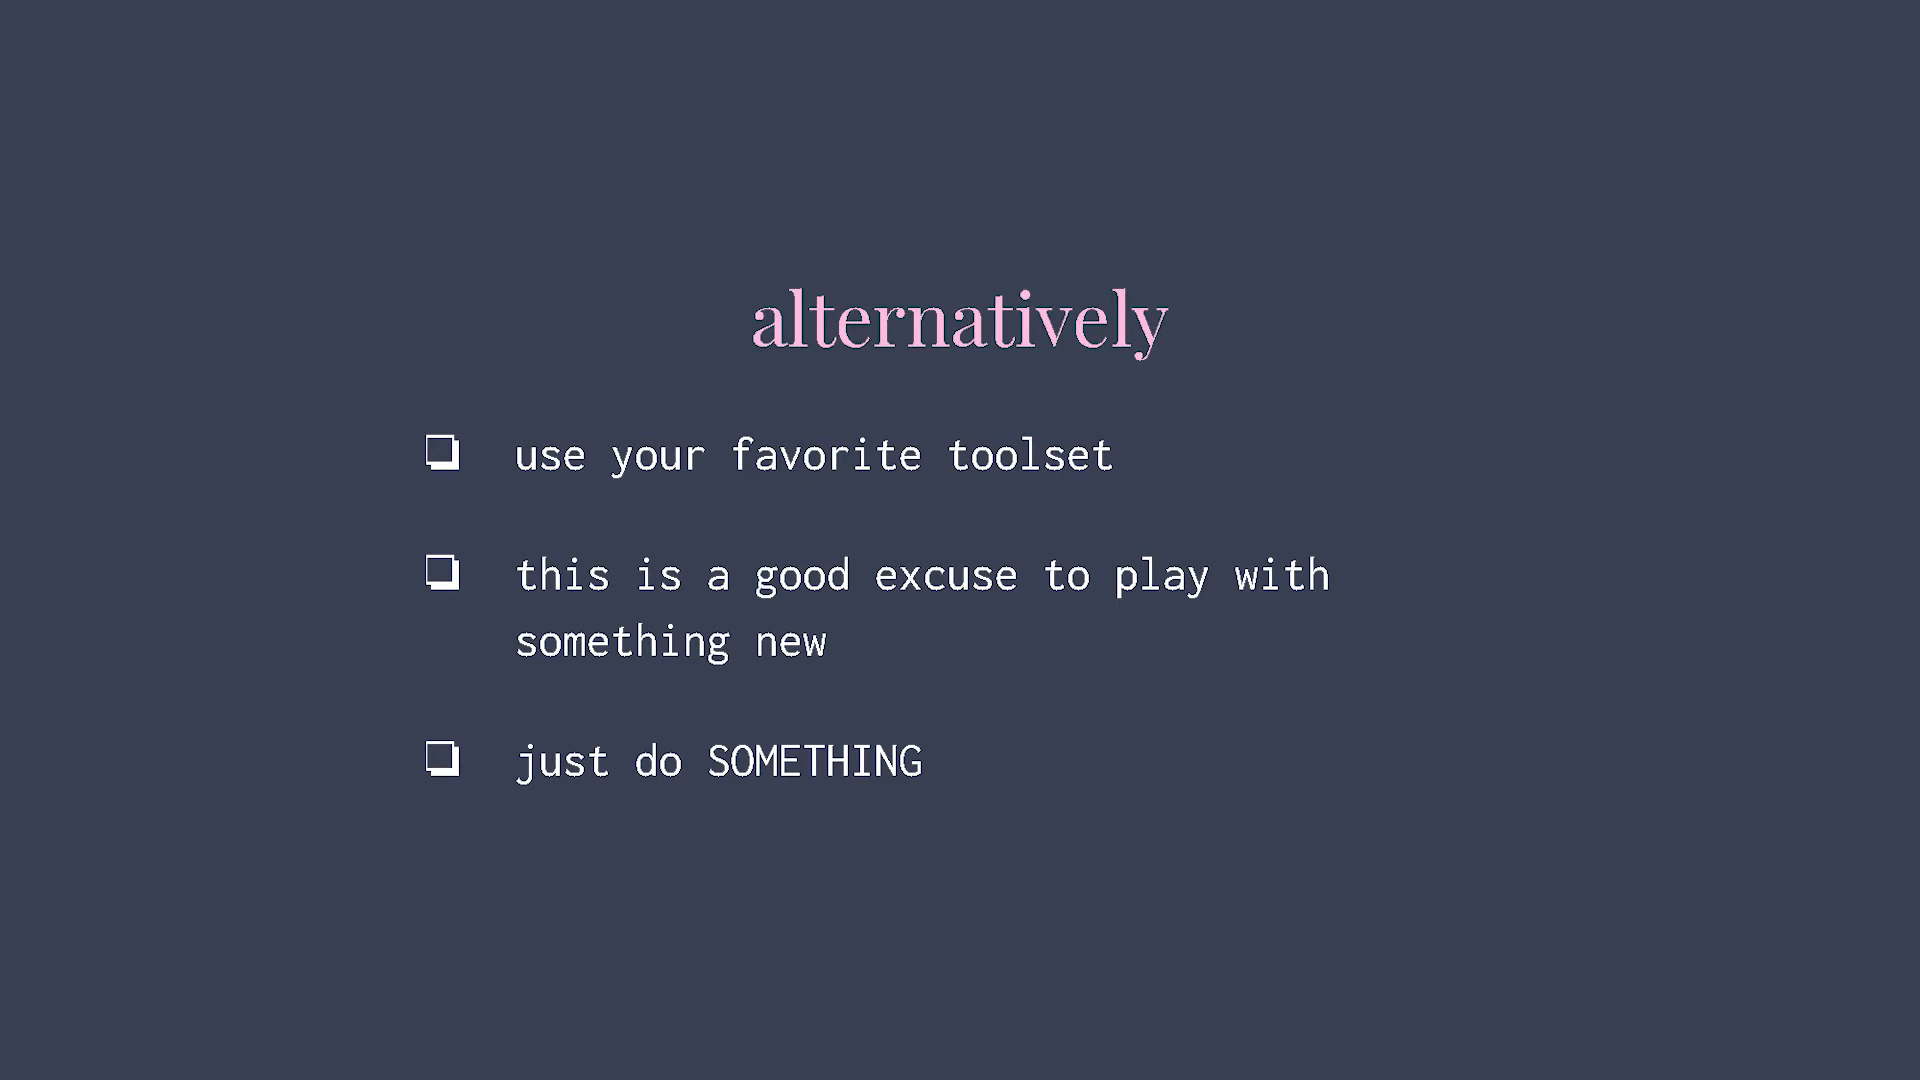 alternatively
❏ use your favorite toolset
❏ this is a good excuse to play with
something new
❏ just do SOMETHING